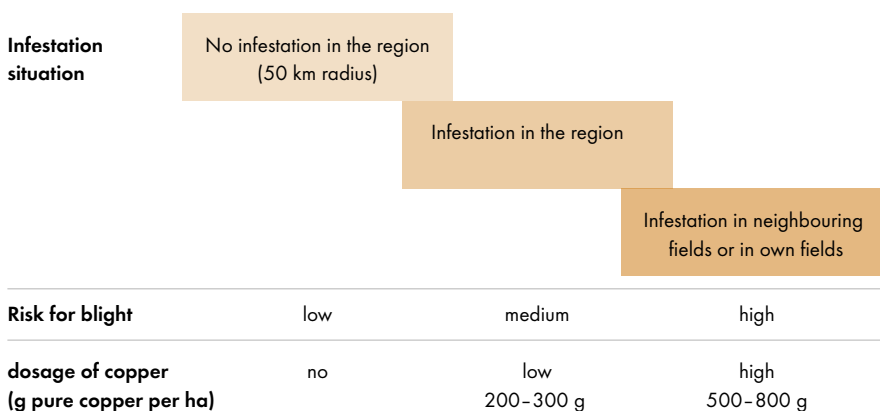 Infestation
situation
No infestation in the region
(50 km radius)
Infestation in the region
Infestation in neighbouring
fields or in own fields
Risk for blight low medium high
dosage of copper no low high
(g pure copper per ha) 200–300 g 500–800 g